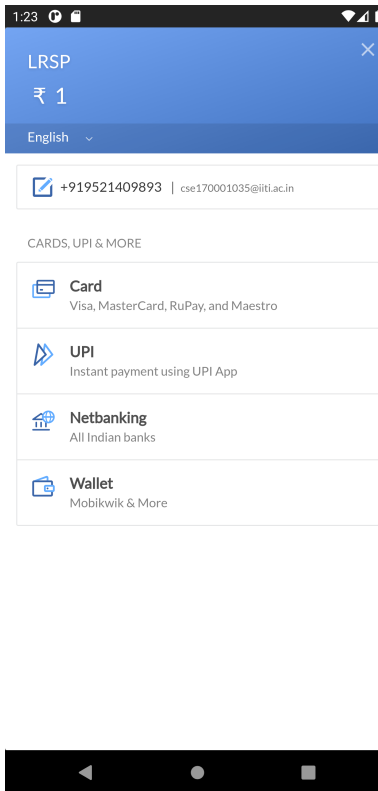 1:23
LRSP
₹ 1
English
+919521409893 | cse170001035@iiti.ac.in
CARDS, UPI & MORE
Card
Visa, MasterCard, RuPay, and Maestro
UPI
Instant payment using UPI App
Netbanking
All Indian banks
Wallet
Mobikwik & More